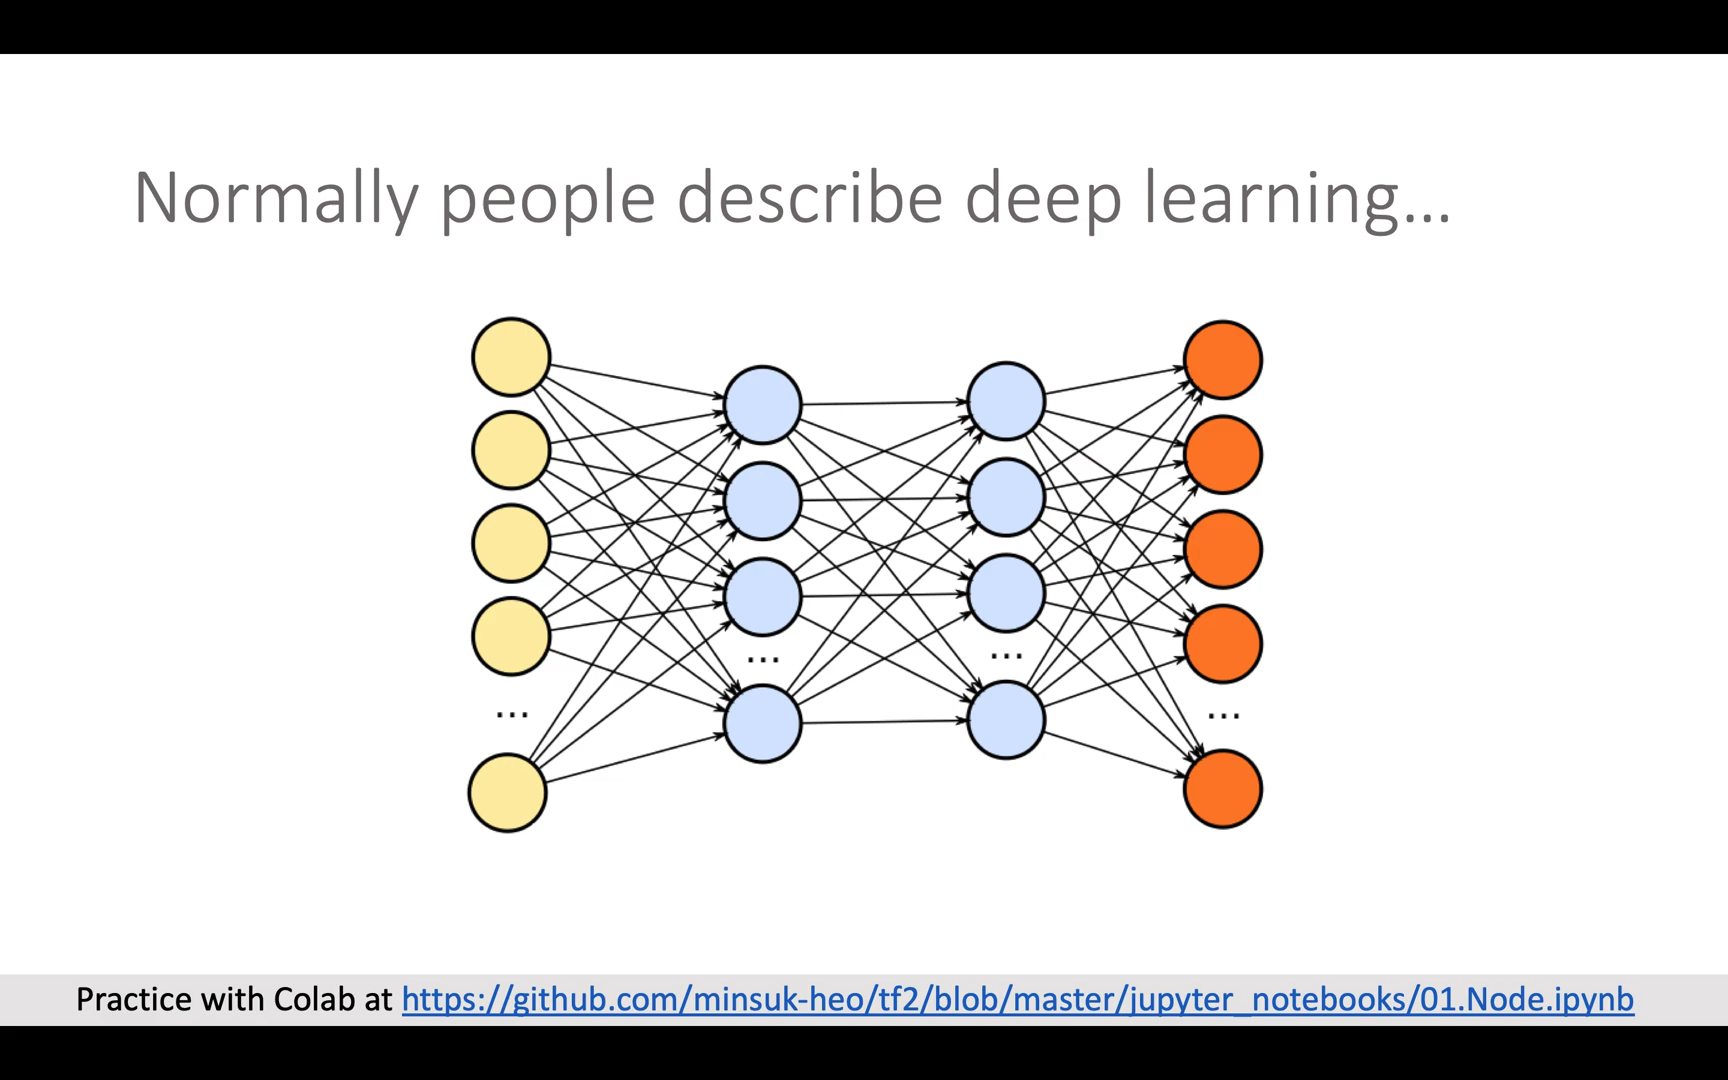 Normally people describe deep learning...
...
...
...
...
Practice with Colab at https://github.com/minsuk-heo/tf2/blob/master/jupyter_notebooks/01.Node.ipynb